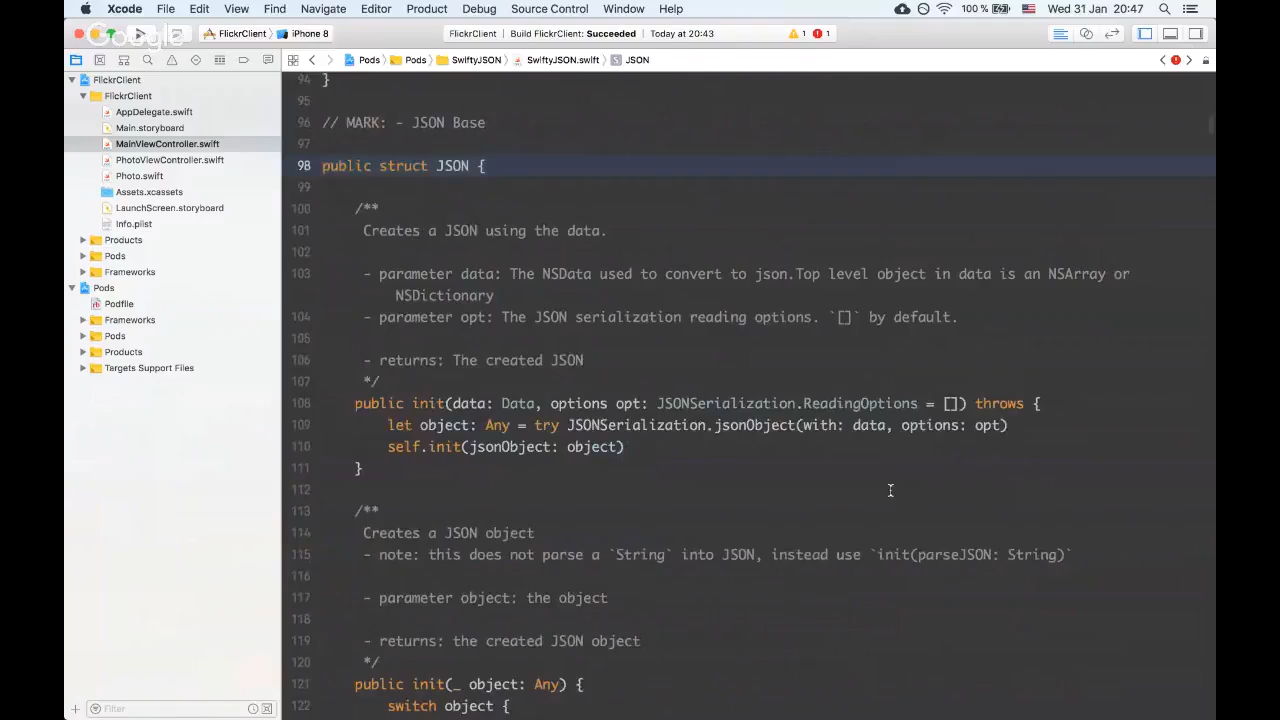 Xcode File Edit View Find Navigate Editor Product Debug Source Control Window Help 100 % Wed 31 Jan 20:47
Google
FlickrClient iPhone 8 FlickrClient Build FlickrClient: Succeeded Today at 20:43 1 1
Pods Pods SwiftyJSON SwiftyJSON.swift S JSON
FlickrClient
FlickrClient
AppDelegate.swift
Main.storyboard
MainViewController.swift
PhotoViewController.swift
Photo.swift
Assets.xcassets
LaunchScreen.storyboard
Info.plist
Products
Pods
Frameworks
Pods
Podfile
Frameworks
Pods
Products
Targets Support Files
Filter
94 }
95
96 // MARK: - JSON Base
97
98 public struct JSON {
99
100 /**
101 Creates a JSON using the data.
102
103 - parameter data: The NSData used to convert to json.Top level object in data is an NSArray or
NSDictionary
104 - parameter opt: The JSON serialization reading options. `[]` by default.
105
106 - returns: The created JSON
107 */
108 public init(data: Data, options opt: JSONSerialization.ReadingOptions = []) throws {
109 let object: Any = try JSONSerialization.jsonObject(with: data, options: opt)
110 self.init(jsonObject: object)
111 }
112
113 /**
114 Creates a JSON object
115 - note: this does not parse a `String` into JSON, instead use `init(parseJSON: String)`
116
117 - parameter object: the object
118
119 - returns: the created JSON object
120 */
121 public init(_ object: Any) {
122 switch object {